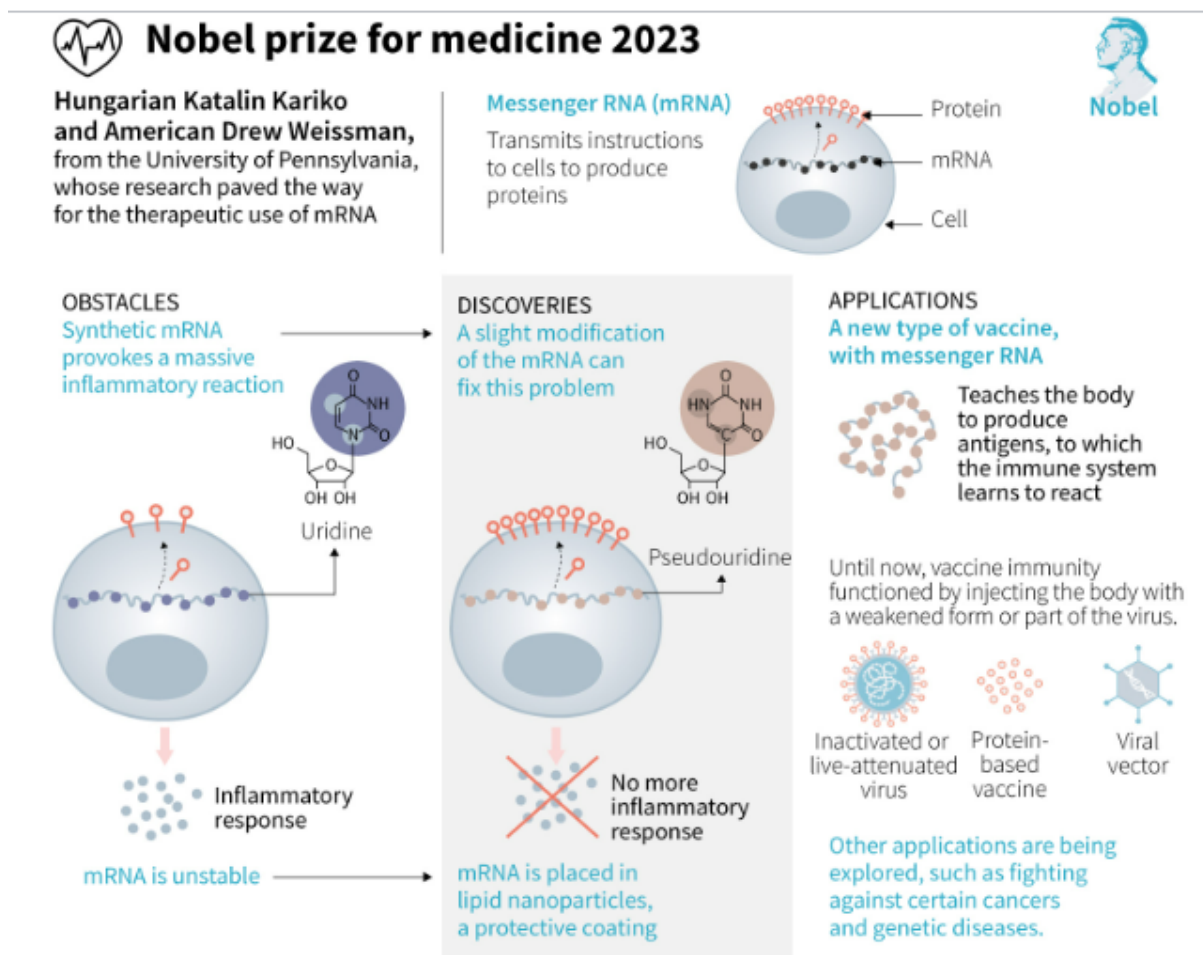 Nobel prize for medicine 2023
Nobel
Hungarian Katalin Kariko
and American Drew Weissman,
from the University of Pennsylvania,
whose research paved the way
for the therapeutic use of mRNA
Messenger RNA (mRNA)
Transmits instructions
to cells to produce
proteins
Protein
mRNA
Cell
OBSTACLES
Synthetic mRNA
provokes a massive
inflammatory reaction
O
NH
N
O
HO
O
OH OH
Uridine
Inflammatory
response
mRNA is unstable
DISCOVERIES
A slight modification
of the mRNA can
fix this problem
O
HN
NH
C
O
HO
O
OH OH
Pseudouridine
No more
inflammatory
response
mRNA is placed in
lipid nanoparticles,
a protective coating
APPLICATIONS
A new type of vaccine,
with messenger RNA
Teaches the body
to produce
antigens, to which
the immune system
learns to react
Until now, vaccine immunity
functioned by injecting the body with
a weakened form or part of the virus.
Inactivated or
live-attenuated
virus
Protein-
based
vaccine
Viral
vector
Other applications are being
explored, such as fighting
against certain cancers
and genetic diseases.